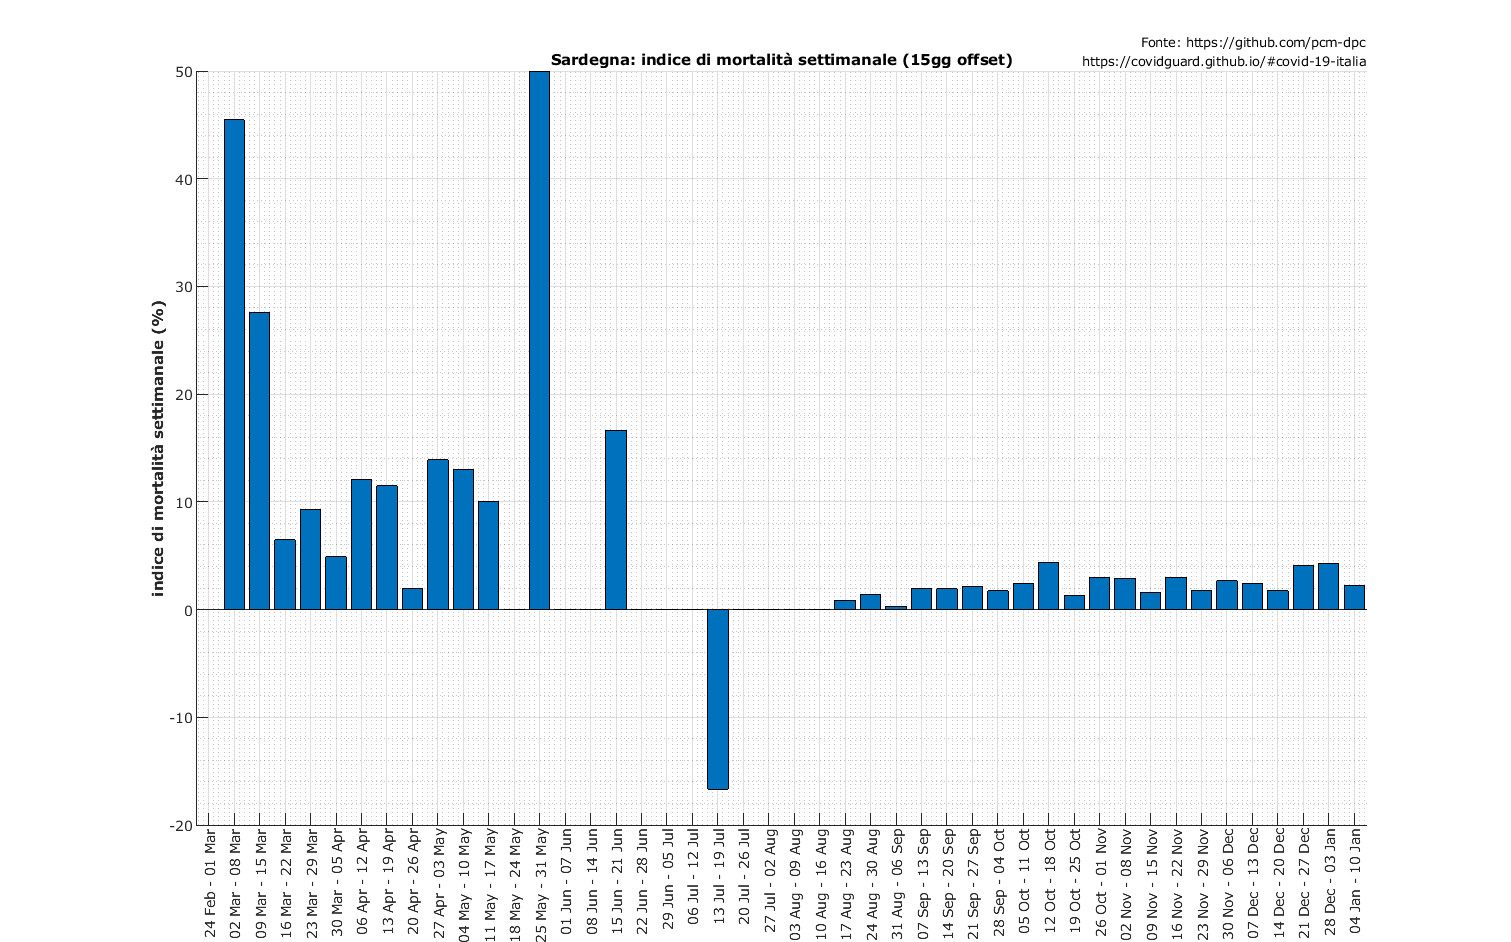 Fonte: https://github.com/pcm-dpc
https://covidguard.github.io/#covid-19-italia
Sardegna: indice di mortalità settimanale (15gg offset)
indice di mortalità settimanale (%)
50
40
30
20
10
0
-10
-20
24 Feb - 01 Mar
02 Mar - 08 Mar
09 Mar - 15 Mar
16 Mar - 22 Mar
23 Mar - 29 Mar
30 Mar - 05 Apr
06 Apr - 12 Apr
13 Apr - 19 Apr
20 Apr - 26 Apr
27 Apr - 03 May
04 May - 10 May
11 May - 17 May
18 May - 24 May
25 May - 31 May
01 Jun - 07 Jun
08 Jun - 14 Jun
15 Jun - 21 Jun
22 Jun - 28 Jun
29 Jun - 05 Jul
06 Jul - 12 Jul
13 Jul - 19 Jul
20 Jul - 26 Jul
27 Jul - 02 Aug
03 Aug - 09 Aug
10 Aug - 16 Aug
17 Aug - 23 Aug
24 Aug - 30 Aug
31 Aug - 06 Sep
07 Sep - 13 Sep
14 Sep - 20 Sep
21 Sep - 27 Sep
28 Sep - 04 Oct
05 Oct - 11 Oct
12 Oct - 18 Oct
19 Oct - 25 Oct
26 Oct - 01 Nov
02 Nov - 08 Nov
09 Nov - 15 Nov
16 Nov - 22 Nov
23 Nov - 29 Nov
30 Nov - 06 Dec
07 Dec - 13 Dec
14 Dec - 20 Dec
21 Dec - 27 Dec
28 Dec - 03 Jan
04 Jan - 10 Jan